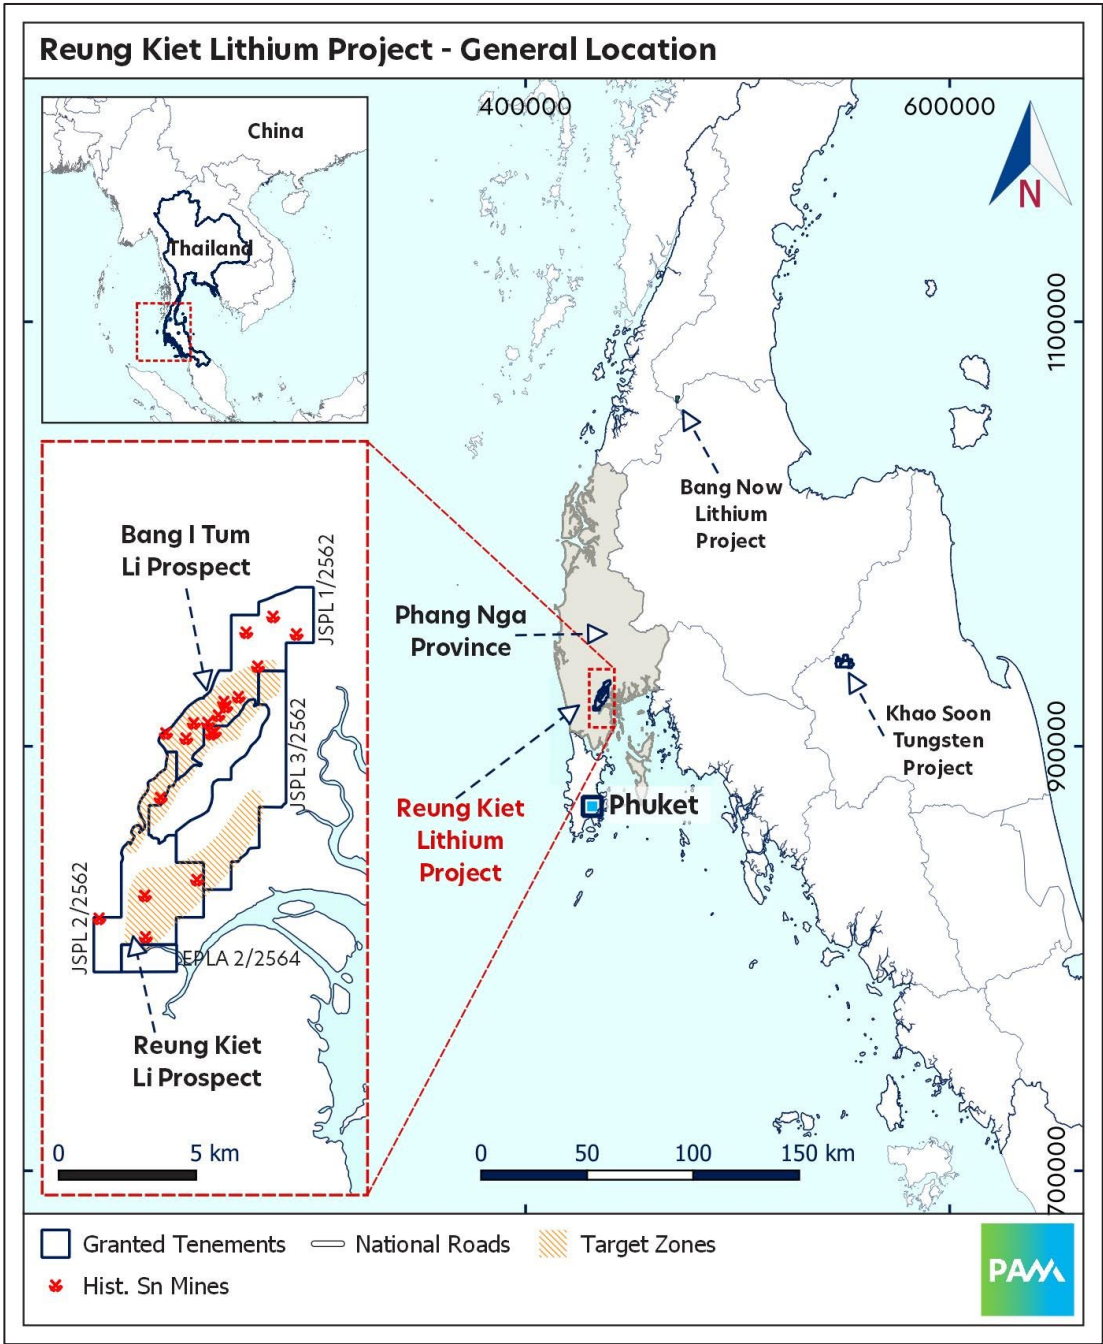 Reung Kiet Lithium Project - General Location
400000
600000
China
Thailand
N
1100000
Bang Now
Lithium
Project
Bang I Tum
Li Prospect
JSPL 1/2562
Phang Nga
Province
JSPL 3/2562
Khao Soon
Tungsten
Project
900000
Reung Kiet
Lithium
Project
Phuket
JSPL 2/2562
EPLA 2/2564
Reung Kiet
Li Prospect
0 5 km
0 50 100 150 km
700000
Granted Tenements
National Roads
Target Zones
Hist. Sn Mines
PAM